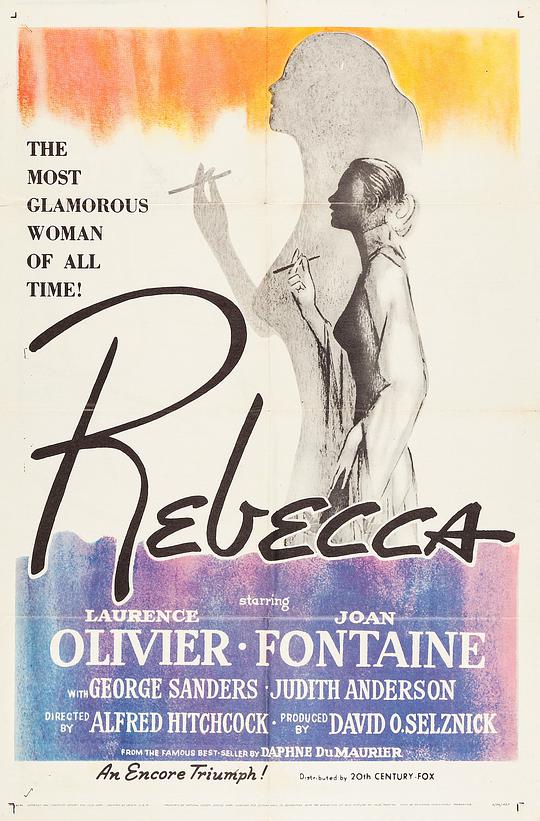 THE
MOST
GLAMOROUS
WOMAN
OF ALL
TIME!
REBECCA
starring
LAURENCE JOAN
OLIVIER · FONTAINE
WITH GEORGE SANDERS · JUDITH ANDERSON
DIRECTED BY ALFRED HITCHCOCK · PRODUCED BY DAVID O. SELZNICK
FROM THE FAMOUS BEST-SELLER BY DAPHNE DU MAURIER
An Encore Triumph! Distributed by 20th CENTURY-FOX